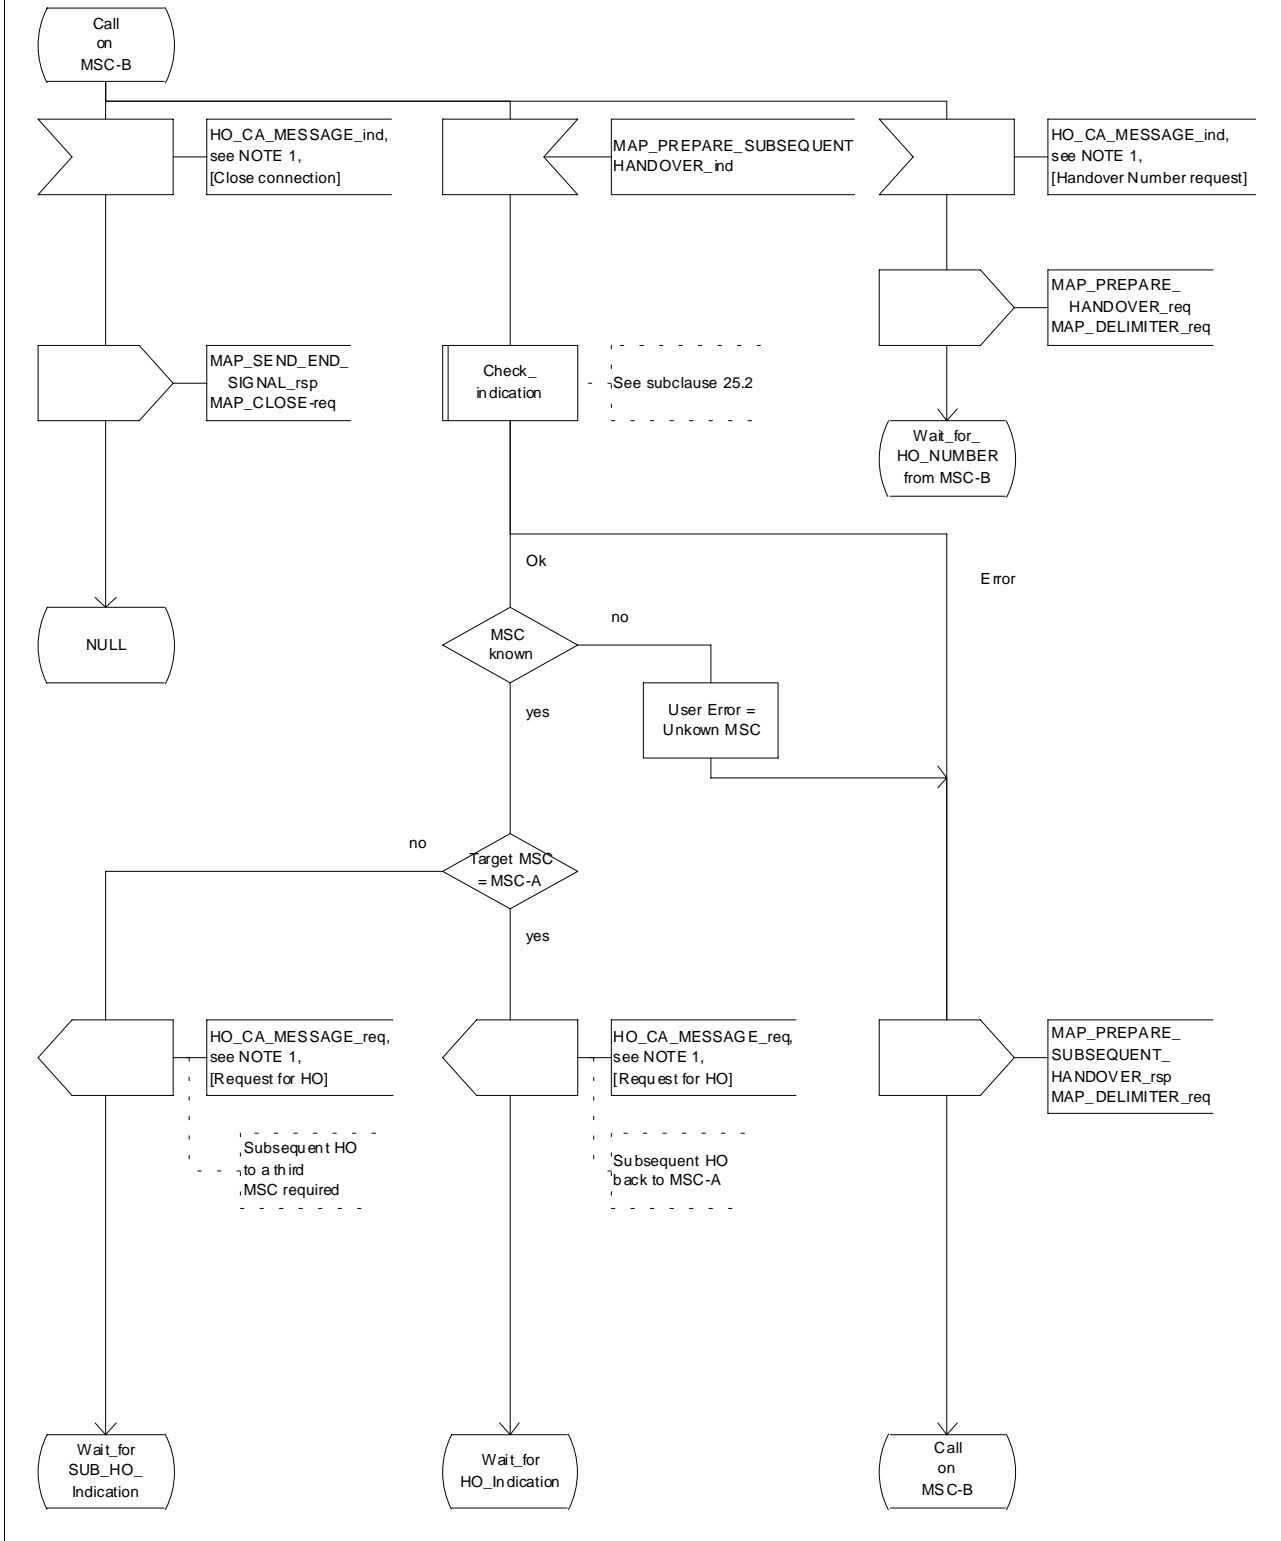 Call
on
MSC-B
HO_CA_MESSAGE_ind,
see NOTE 1,
[Close connection]
MAP_PREPARE_SUBSEQUENT
HANDOVER_ind
HO_CA_MESSAGE_ind,
see NOTE 1,
[Handover Number request]
MAP_PREPARE_
HANDOVER_req
MAP_DELIMITER_req
MAP_SEND_END_
SIGNAL_rsp
MAP_CLOSE-req
Check_
indication
See subclause 25.2
Wait_for_
HO_NUMBER
from MSC-B
Ok
Error
NULL
MSC
known
no
yes
User Error =
Unkown MSC
no
Target MSC
= MSC-A
yes
HO_CA_MESSAGE_req,
see NOTE 1,
[Request for HO]
Subsequent HO
to a third
MSC required
HO_CA_MESSAGE_req,
see NOTE 1,
[Request for HO]
Subsequent HO
back to MSC-A
MAP_PREPARE_
SUBSEQUENT_
HANDOVER_rsp
MAP_DELIMITER_req
Wait_for
SUB_HO_
Indication
Wait_for
HO_Indication
Call
on
MSC-B